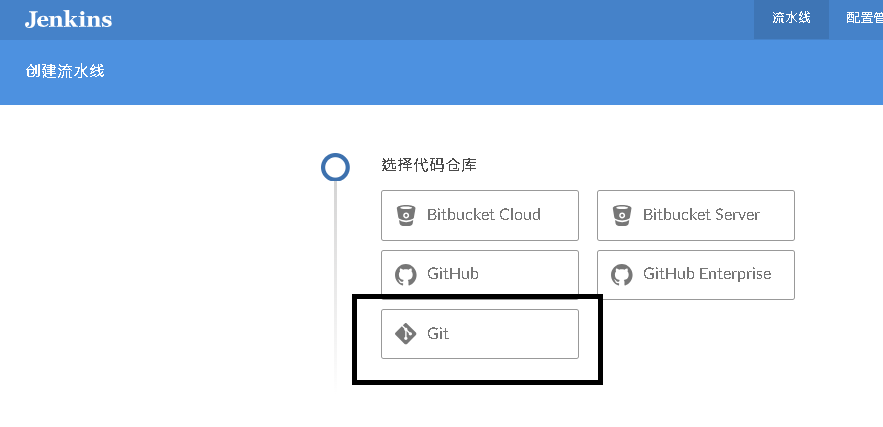 Jenkins
流水线
配置管
创建流水线
选择代码仓库
Bitbucket Cloud
Bitbucket Server
GitHub
GitHub Enterprise
Git